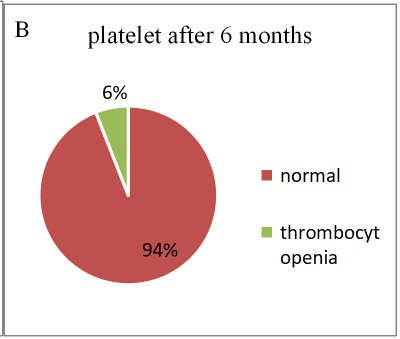 B
platelet after 6 months
6%
94%
normal
thrombocyt
openia